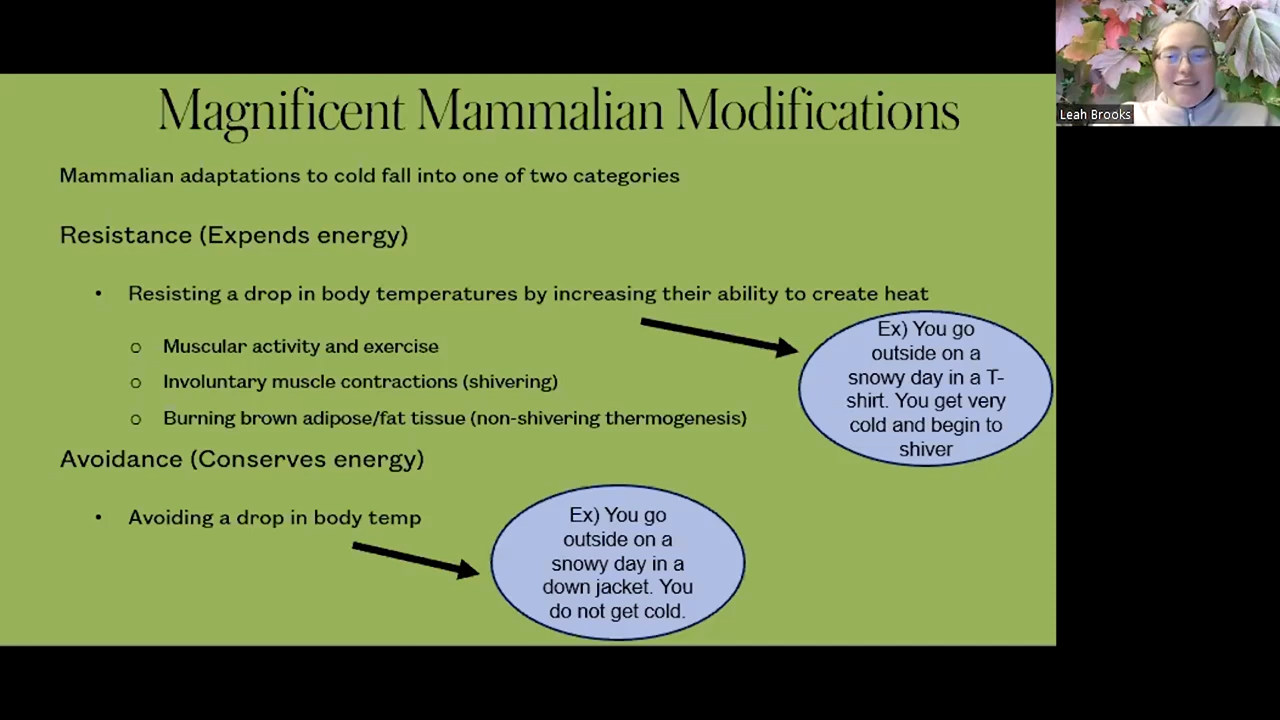 Magnificent Mammalian Modifications
Leah Brooks
Mammalian adaptations to cold fall into one of two categories
Resistance (Expends energy)
• Resisting a drop in body temperatures by increasing their ability to create heat
o Muscular activity and exercise
o Involuntary muscle contractions (shivering)
o Burning brown adipose/fat tissue (non-shivering thermogenesis)
Ex) You go
outside on a
snowy day in a T-
shirt. You get very
cold and begin to
shiver
Avoidance (Conserves energy)
• Avoiding a drop in body temp
Ex) You go
outside on a
snowy day in a
down jacket. You
do not get cold.